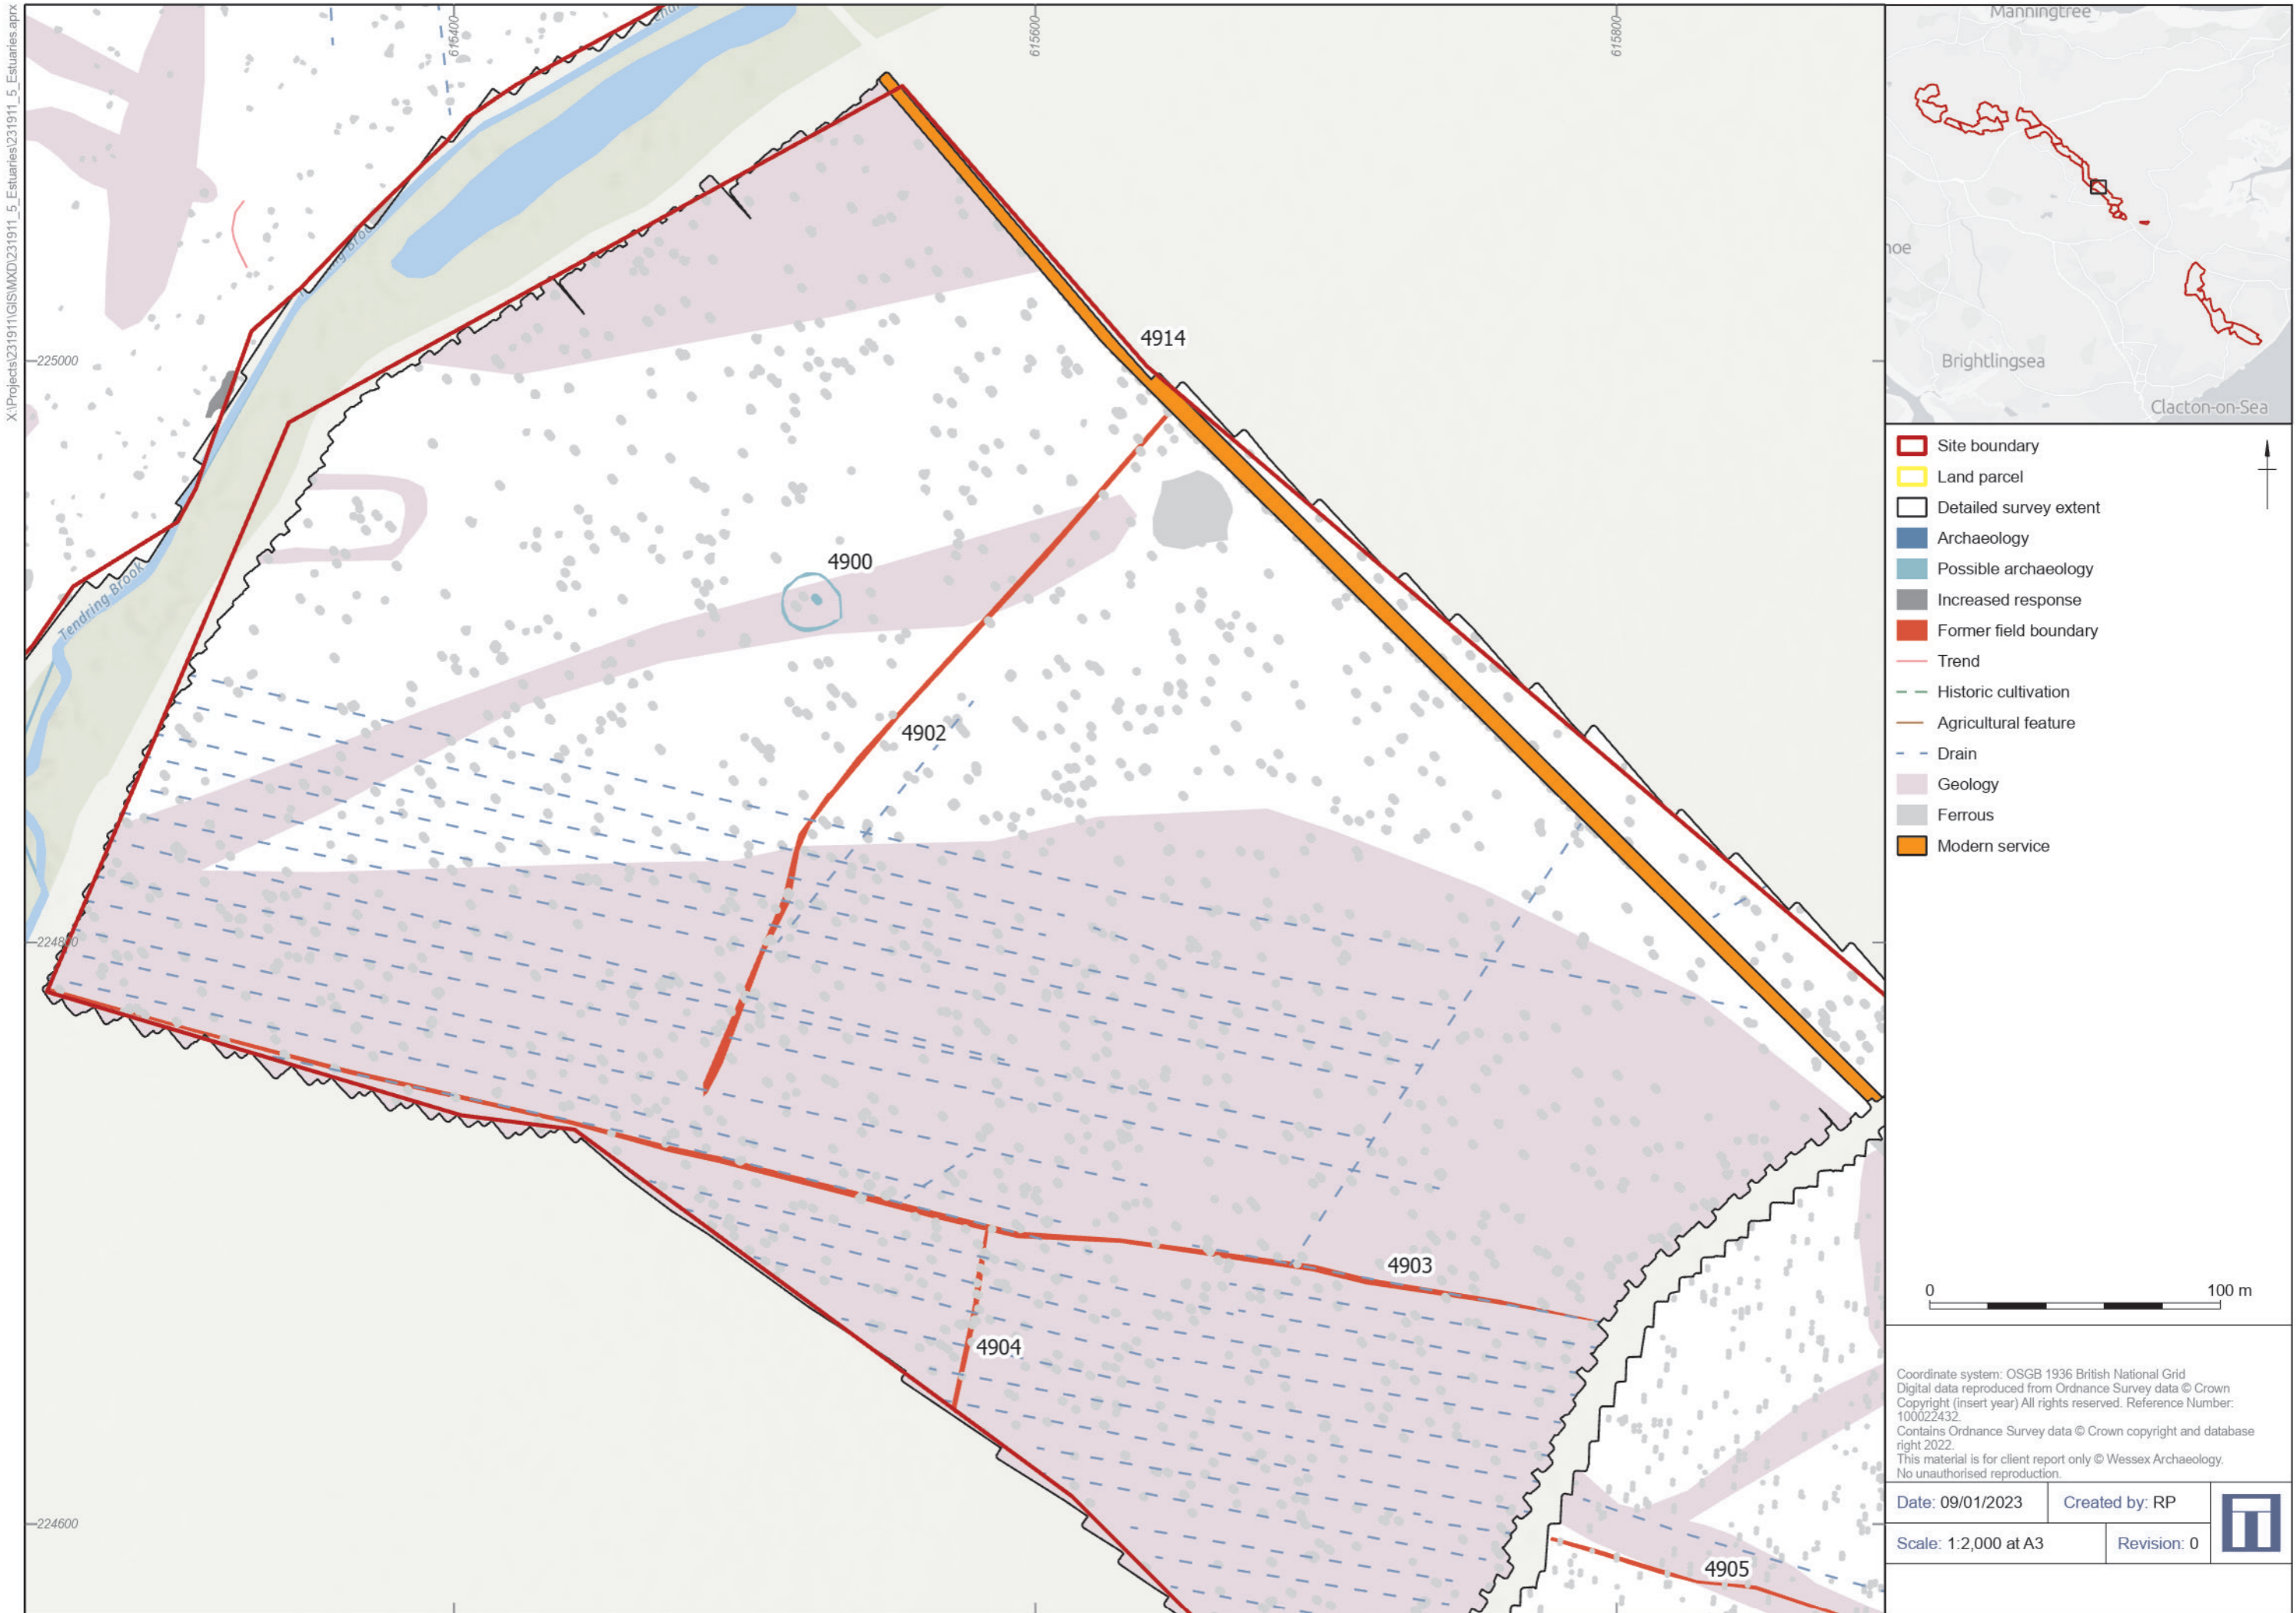 X:\Projects\231911\GIS\MXD\231911_5_Estuaries\231911_5_Estuaries.aprx
615400
615600
615800
225000
224800
224600
Tendring Brook
4914
4900
4902
4903
4904
4905
Manningtree
Brightlingsea
Clacton-on-Sea
Site boundary
Land parcel
Detailed survey extent
Archaeology
Possible archaeology
Increased response
Former field boundary
Trend
Historic cultivation
Agricultural feature
Drain
Geology
Ferrous
Modern service
0 100 m
Coordinate system: OSGB 1936 British National Grid
Digital data reproduced from Ordnance Survey data © Crown
Copyright (insert year) All rights reserved. Reference Number:
100022432.
Contains Ordnance Survey data © Crown copyright and database
right 2022.
This material is for client report only © Wessex Archaeology.
No unauthorised reproduction.
Date: 09/01/2023 Created by: RP
Scale: 1:2,000 at A3 Revision: 0